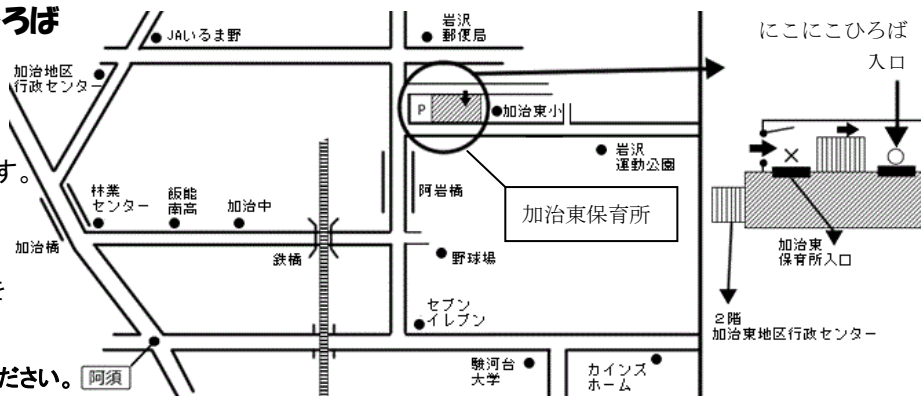 ろば
す。
ださい。
JAいるま野
岩沢
郵便局
加治地区
行政センター
P
加治東小
岩沢
運動公園
阿岩橋
加治東保育所
林業
センター
飯能
南高
加治中
加治橋
鉄橋
野球場
セブン
イレブン
阿須
駿河台
大学
カインズ
ホーム
にこにこひろば
入口
×
○
加治東
保育所入口
2階
加治東地区行政センター